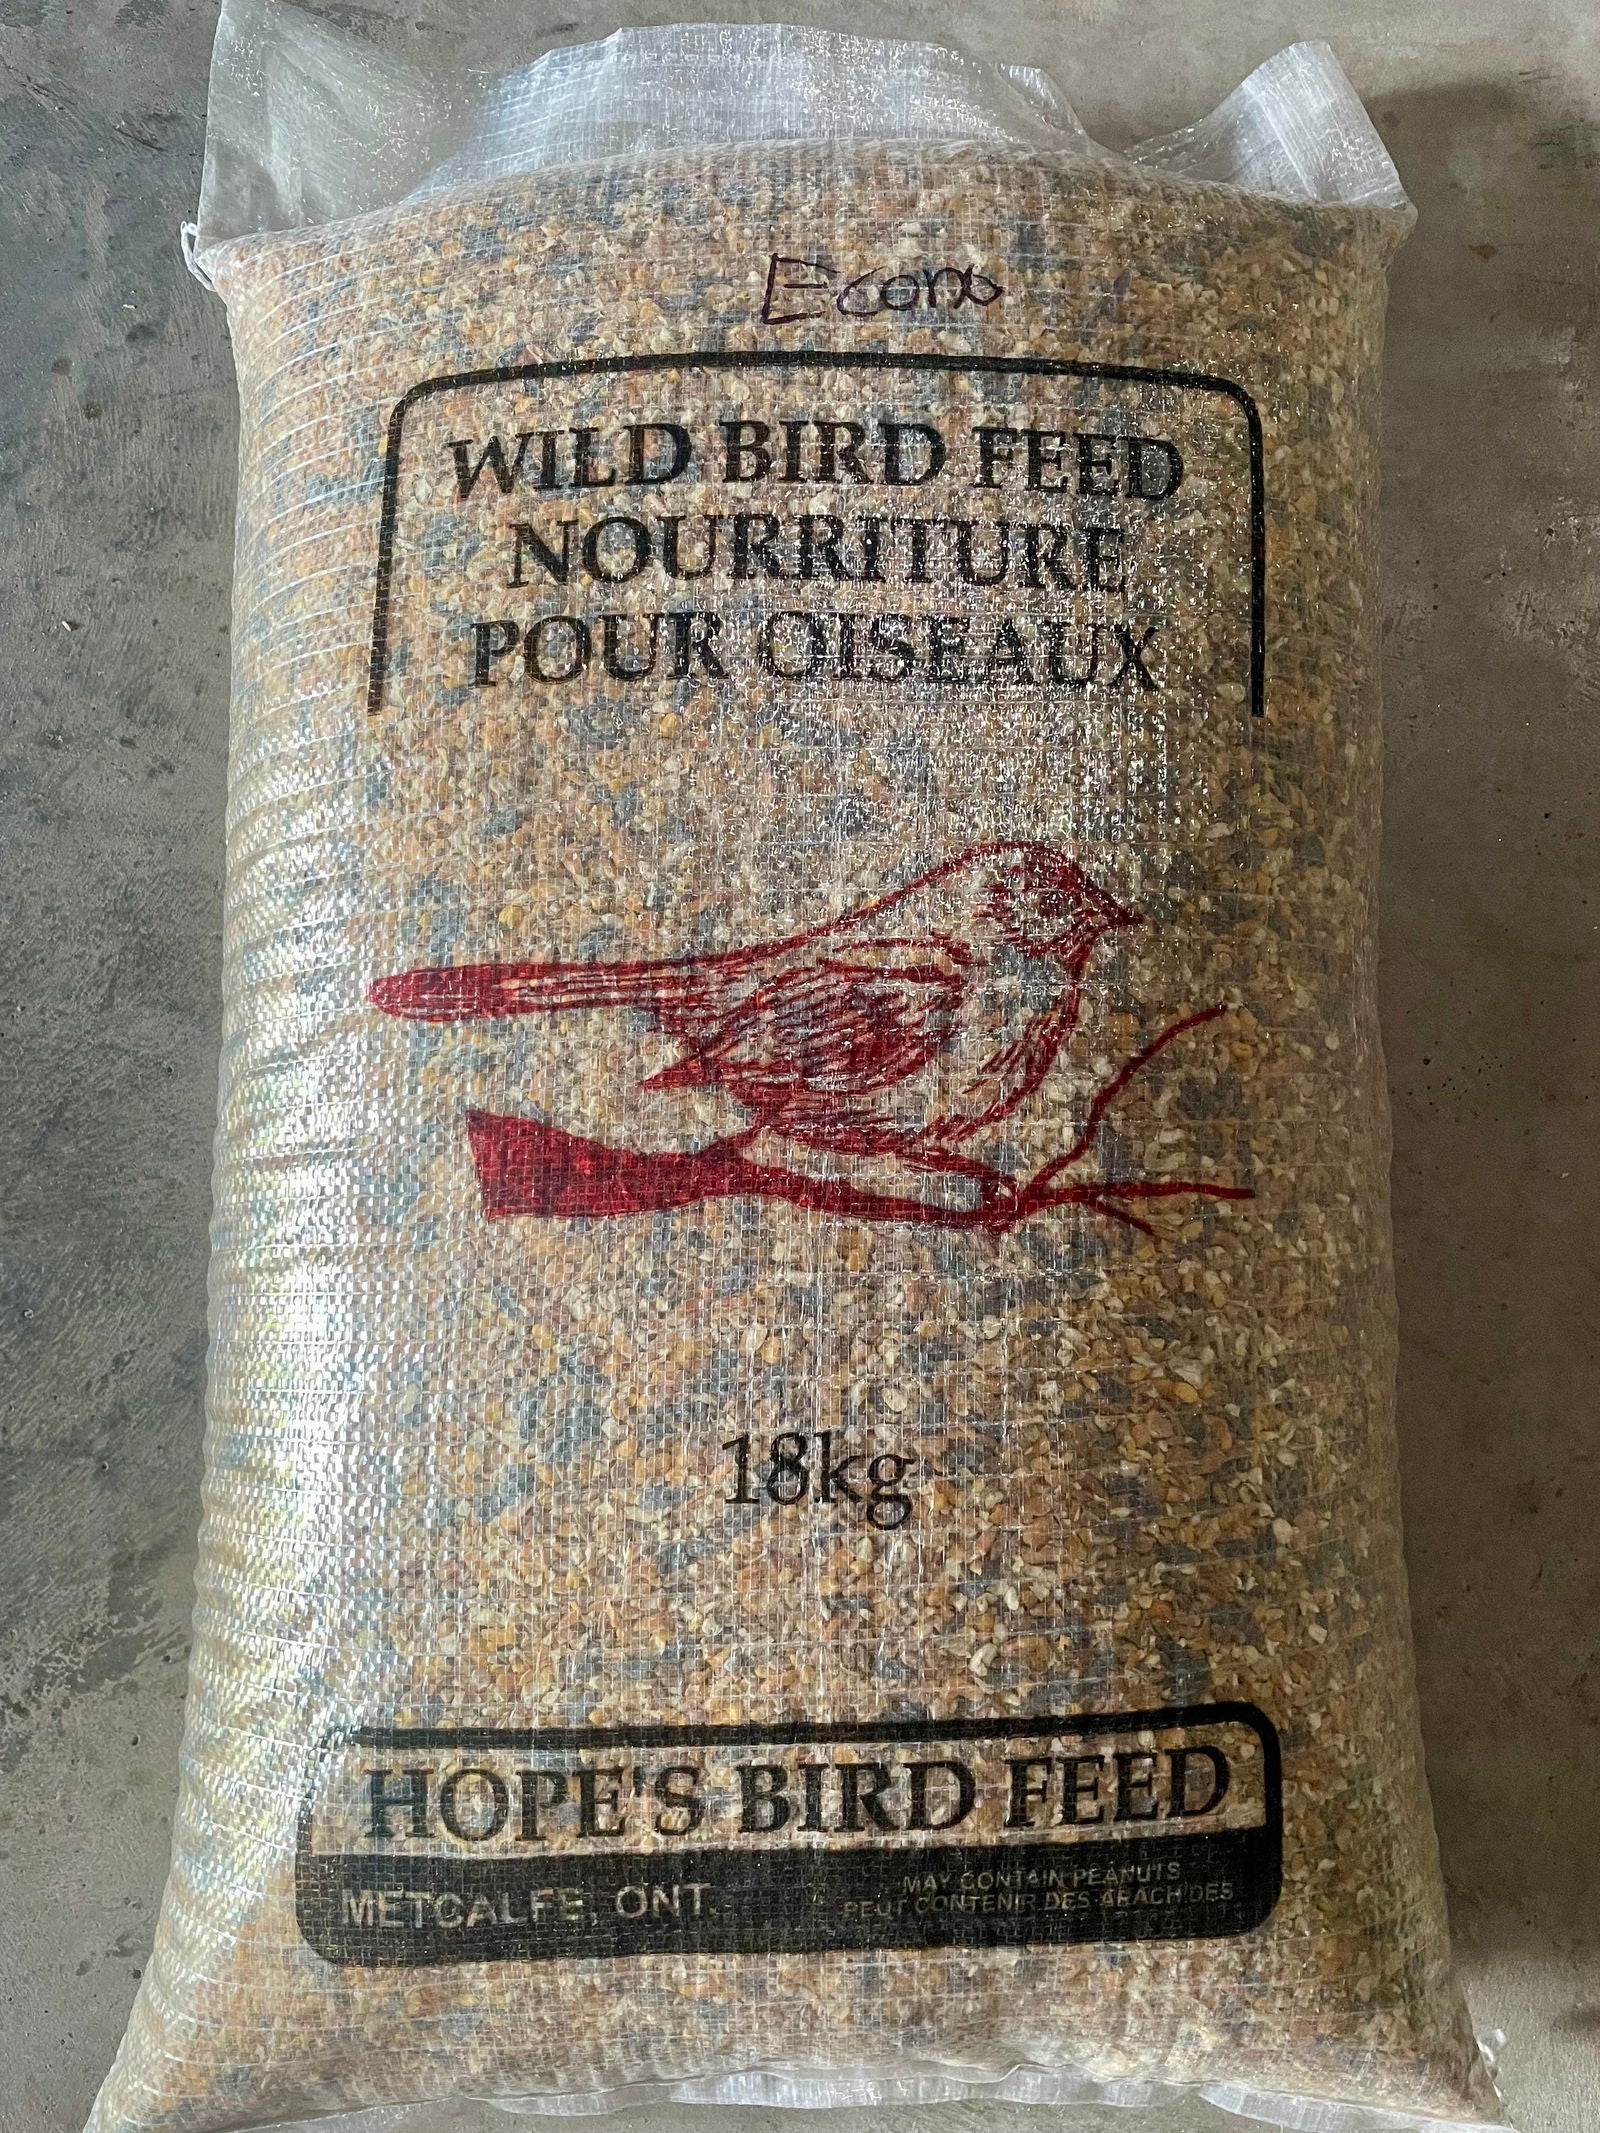 Econo
WILD BIRD FEED
NOURRITURE
POUR OISEAUX
18kg
HOPE'S BIRD FEED
METCALFE, ONT.
MAY CONTAIN PEANUTS
PEUT CONTENIR DES ARACHIDES